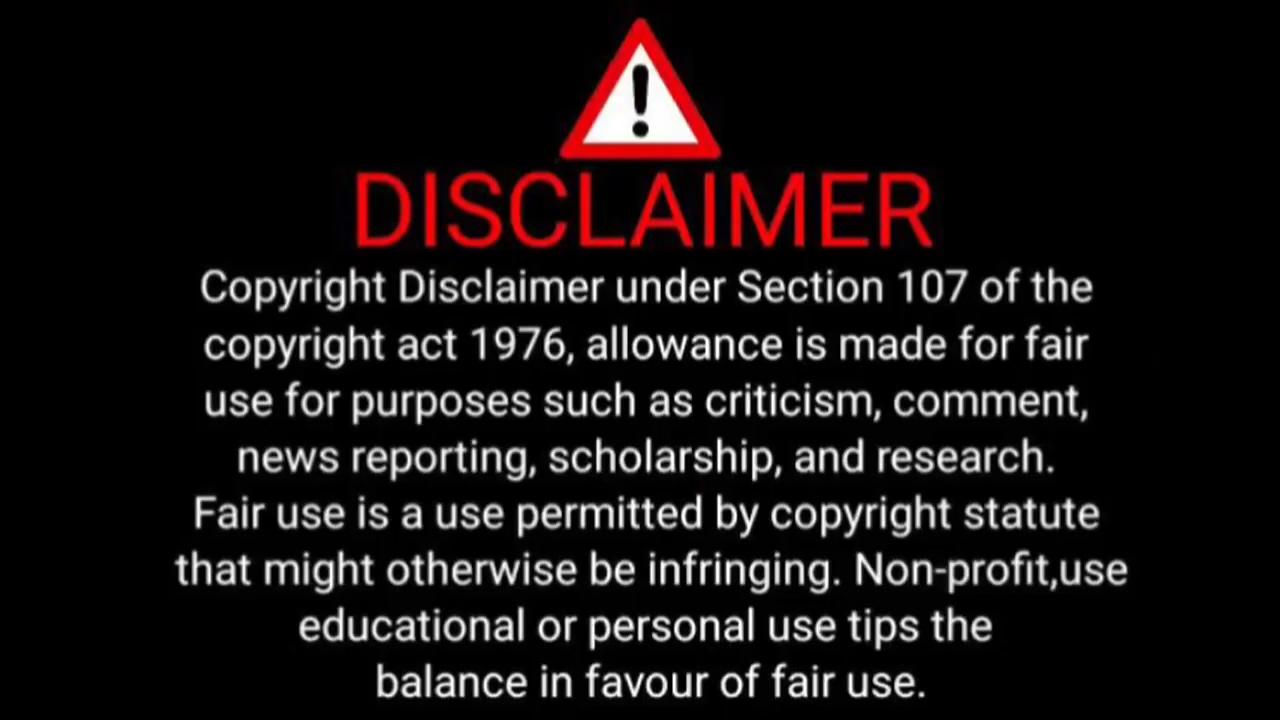 DISCLAIMER
Copyright Disclaimer under Section 107 of the
copyright act 1976, allowance is made for fair
use for purposes such as criticism, comment,
news reporting, scholarship, and research.
Fair use is a use permitted by copyright statute
that might otherwise be infringing. Non-profit,use
educational or personal use tips the
balance in favour of fair use.